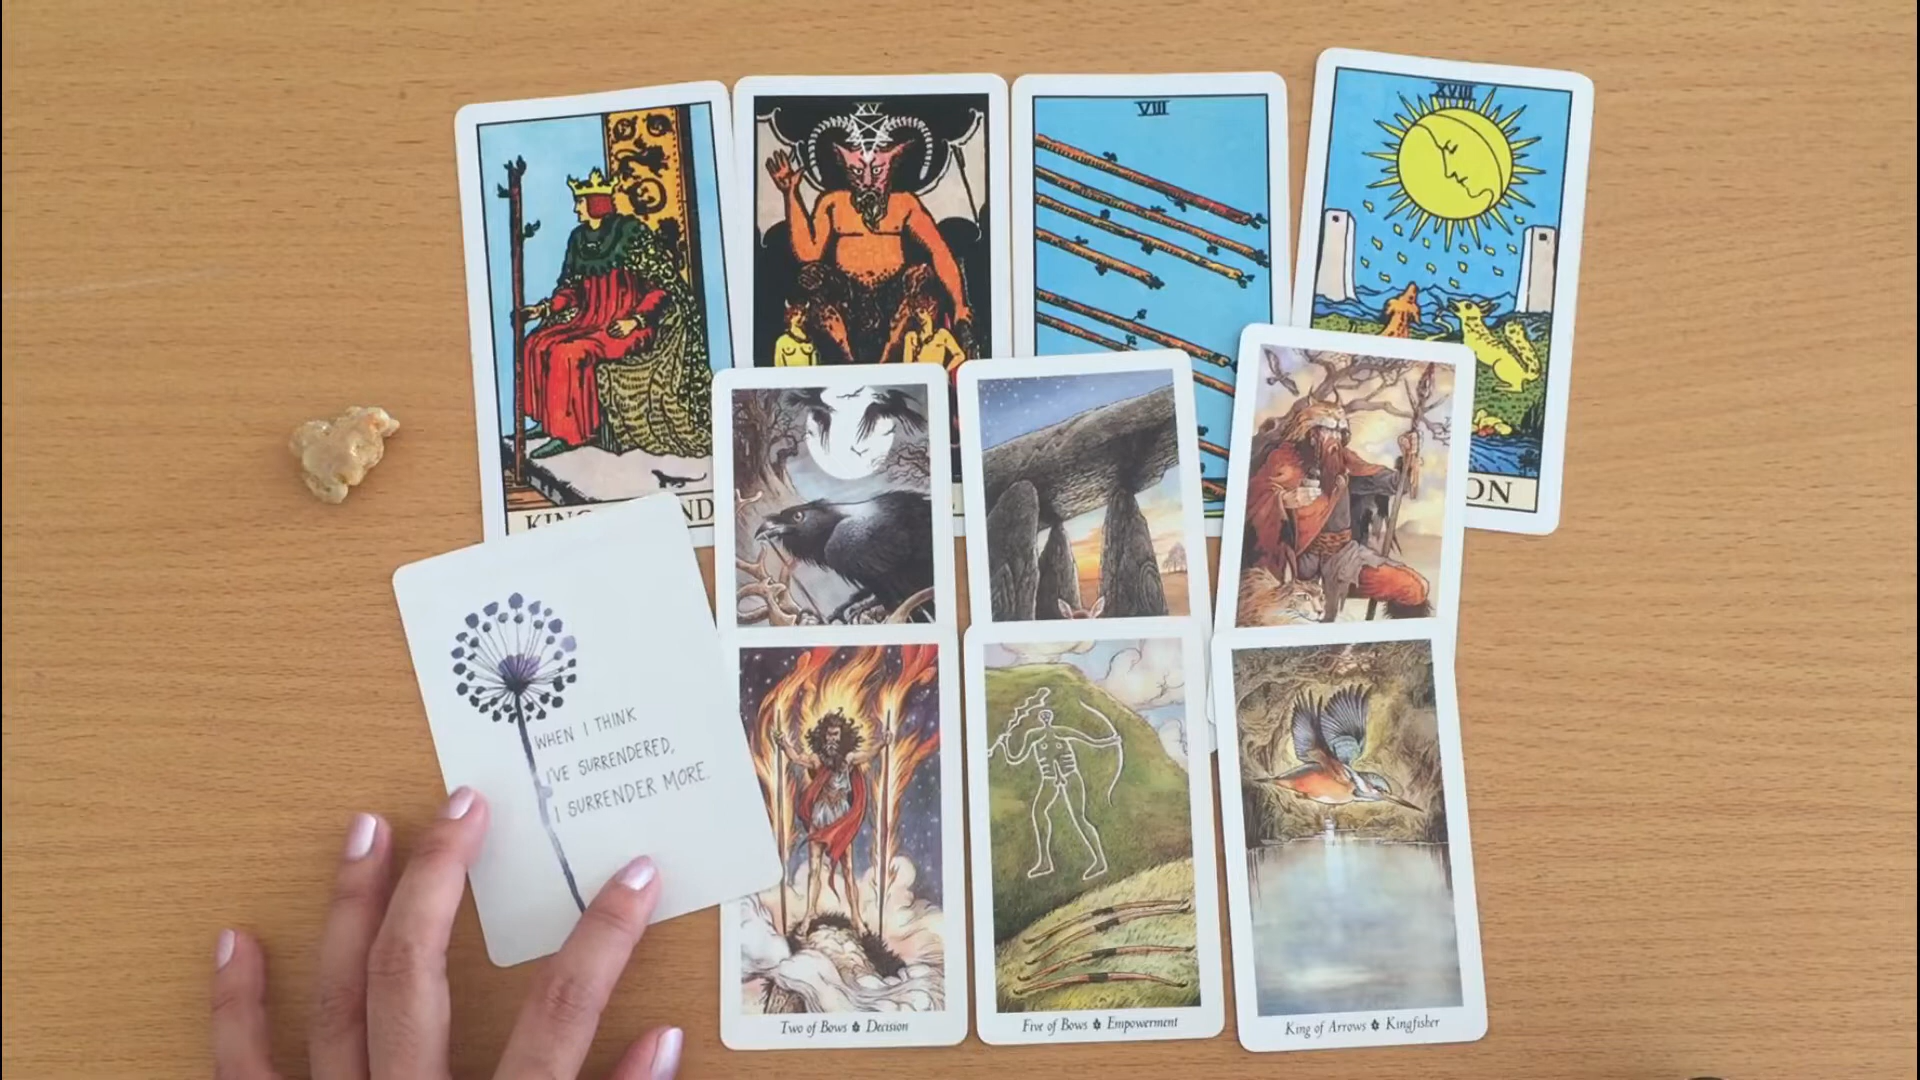 XV
VIII
XVIII
ON
WHEN I THINK
I'VE SURRENDERED,
I SURRENDER MORE.
Two of Bows Decision
Five of Bows Empowerment
King of Arrows Kingfisher